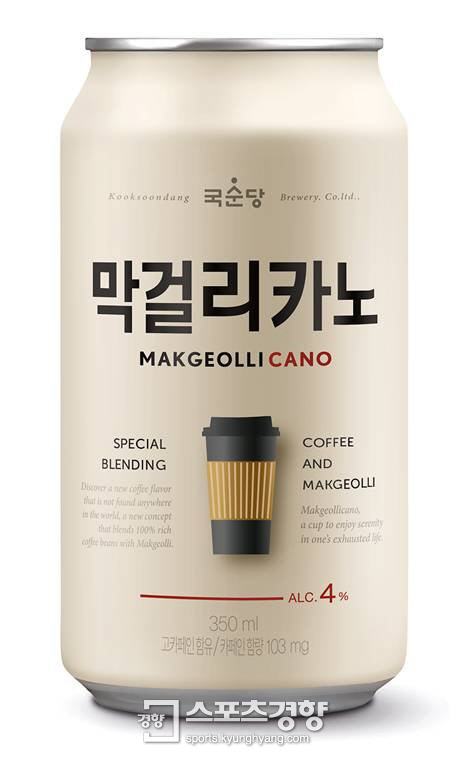 Kooksoondang 국순당 Brewery. Co.ltd.,
막걸리카노
MAKGEOLLI CANO
SPECIAL
BLENDING
Discover a new coffee flavor
that is not found anywhere
in the world, a new concept
that blends 100% rich
coffee beans with Makgeolli.
COFFEE
AND
MAKGEOLLI
Makgeollicano,
a cup to enjoy serenity
in one's exhausted life.
ALC. 4%
350 ml
고카페인 함유/카페인 함량 103 mg
경향 스포츠경향
sports.kyunghyang.com